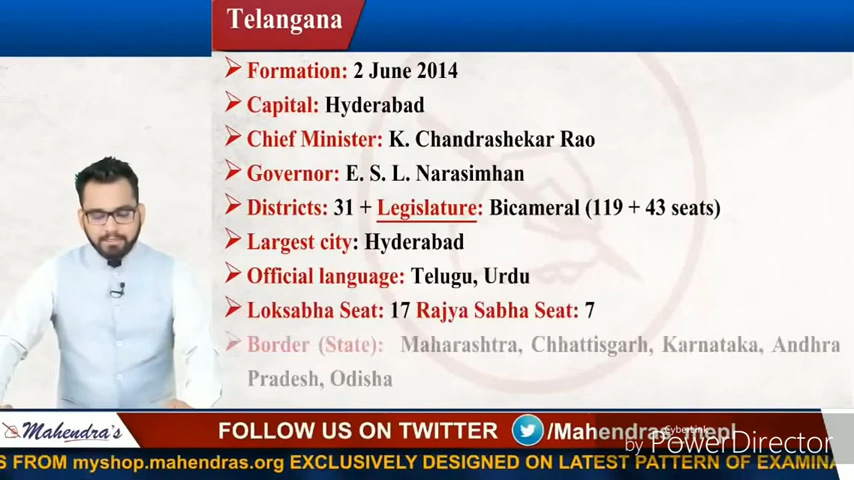 Telangana
Formation: 2 June 2014
Capital: Hyderabad
Chief Minister: K. Chandrashekar Rao
Governor: E. S. L. Narasimhan
Districts: 31 + Legislature: Bicameral (119 + 43 seats)
Largest city: Hyderabad
Official language: Telugu, Urdu
Loksabha Seat: 17 Rajya Sabha Seat: 7
Border (State): Maharashtra, Chhattisgarh, Karnataka, Andhra
Pradesh, Odisha
Mahendra's FOLLOW US ON TWITTER /Mahendras_mepl
CyberLink
by PowerDirector
S FROM myshop.mahendras.org EXCLUSIVELY DESIGNED ON LATEST PATTERN OF EXAMINA